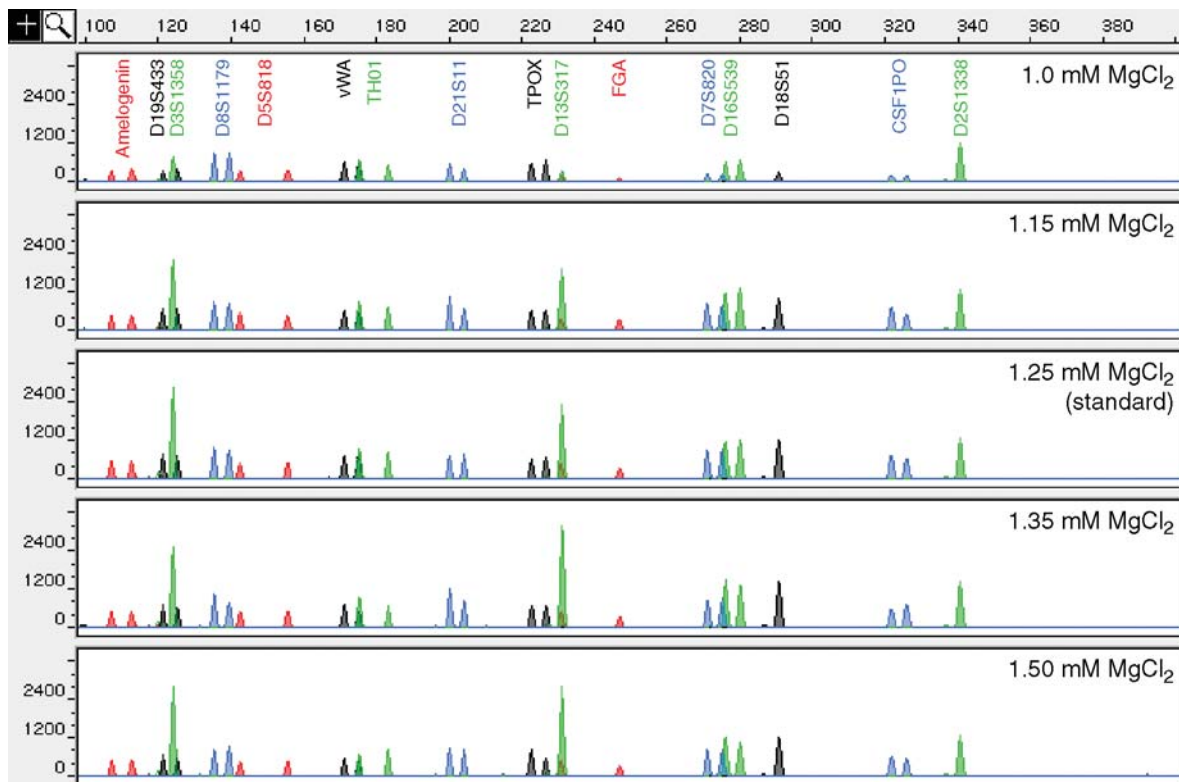 100 120 140 160 180 200 220 240 260 280 300 320 340 360 380
2400
1200
0
Amelogenin
D19S433
D3S1358
D8S1179
D5S818
vWA
TH01
D21S11
TPOX
D13S317
FGA
D7S820
D16S539
D18S51
CSF1PO
D2S1338
1.0 mM MgCl₂
2400
1200
0
1.15 mM MgCl₂
2400
1200
0
1.25 mM MgCl₂
(standard)
2400
1200
0
1.35 mM MgCl₂
2400
1200
0
1.50 mM MgCl₂